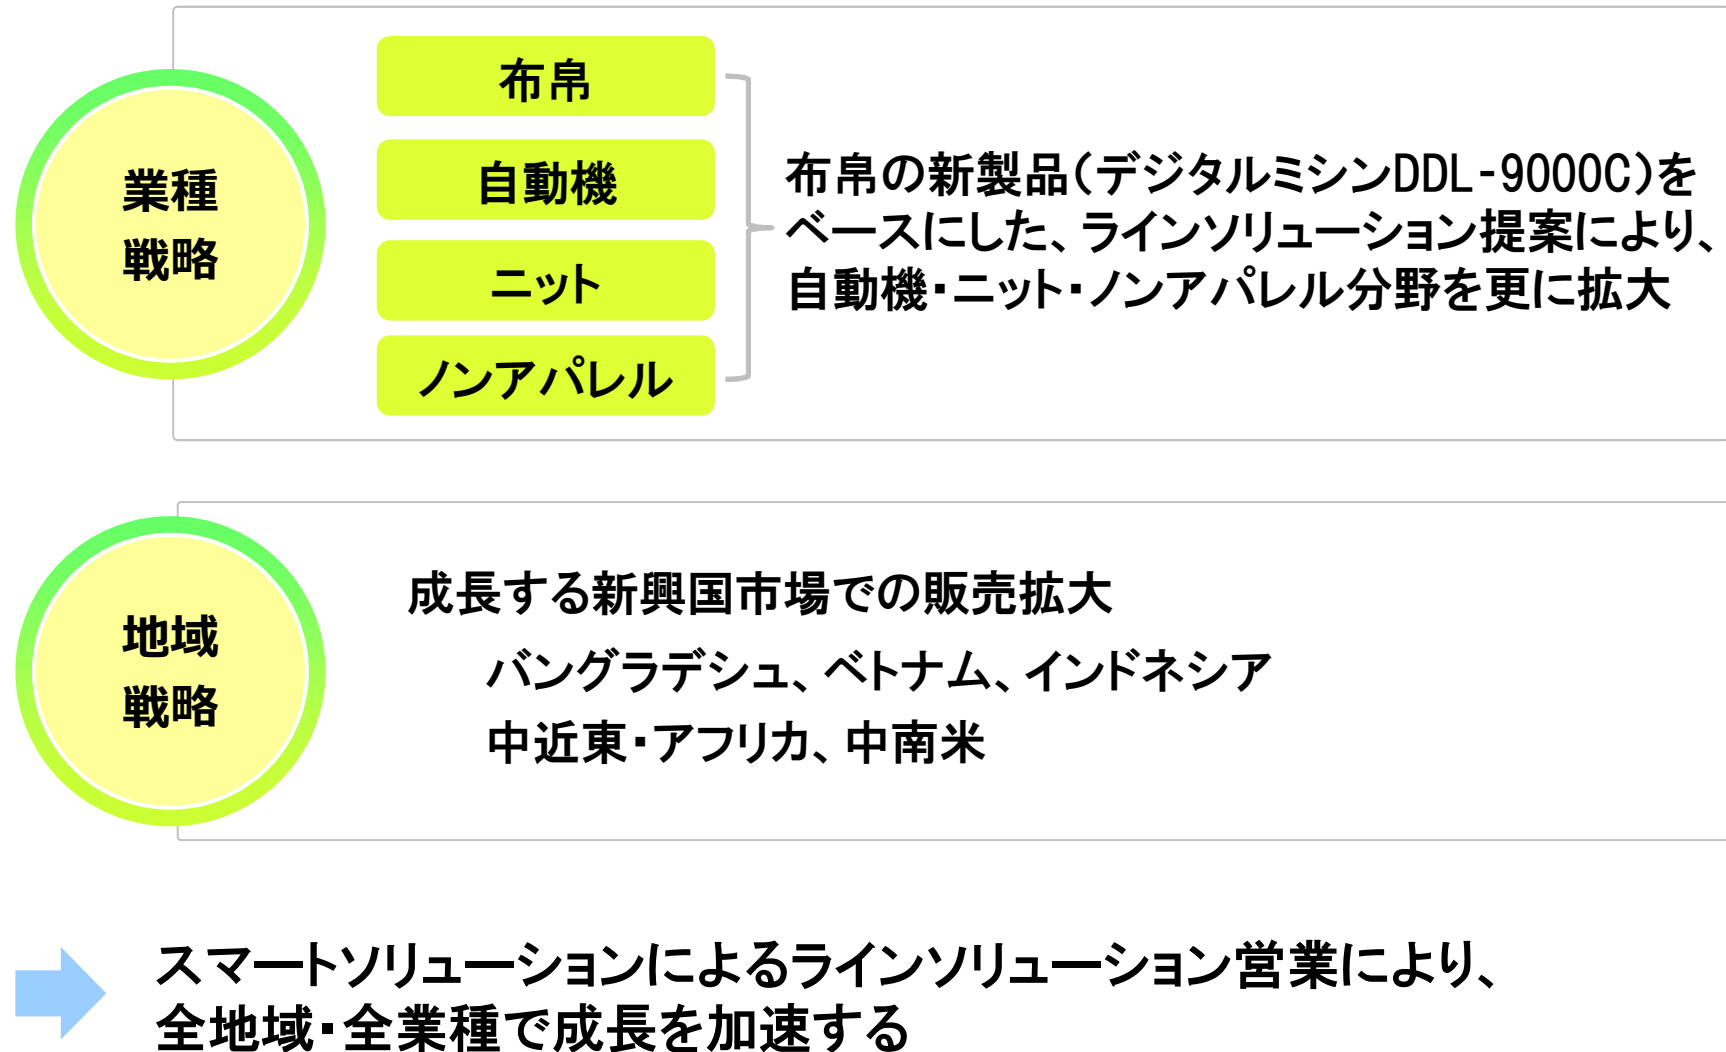 業種
戦略
布帛
自動機
ニット
ノンアパレル
布帛の新製品(デジタルミシンDDL-9000C)を
ベースにした、ラインソリューション提案により、
自動機・ニット・ノンアパレル分野を更に拡大
地域
戦略
成長する新興国市場での販売拡大
バングラデシュ、ベトナム、インドネシア
中近東・アフリカ、中南米
スマートソリューションによるラインソリューション営業により、
全地域・全業種で成長を加速する